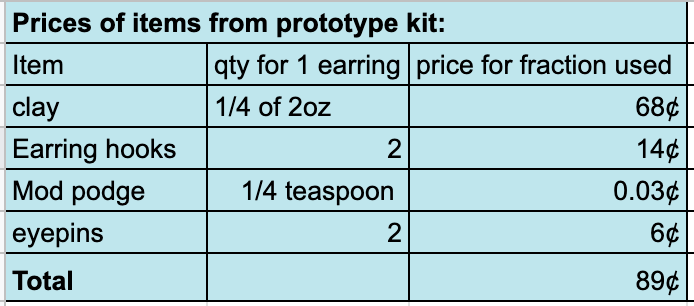 Prices of items from prototype kit:
Item qty for 1 earring price for fraction used
clay 1/4 of 2oz 68¢
Earring hooks 2 14¢
Mod podge 1/4 teaspoon 0.03¢
eyepins 2 6¢
Total 89¢